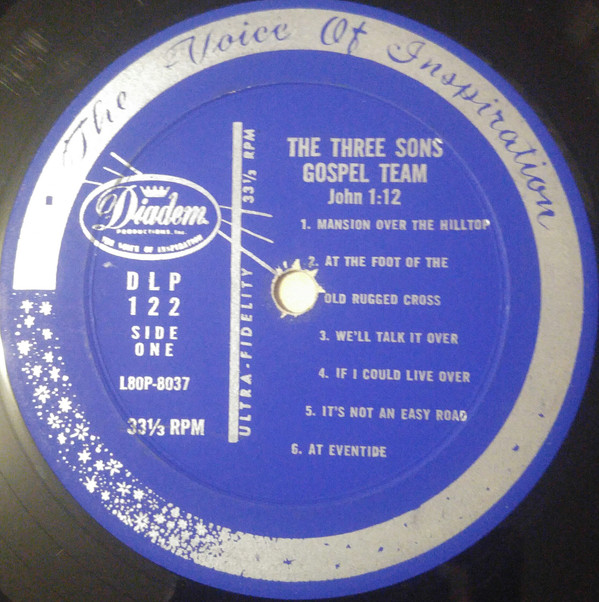 The Voice Of Inspiration
Diadem
PRODUCTIONS, Inc.
THE VOICE OF INSPIRATION
DLP
122
SIDE
ONE
L80P-8037
33⅓ RPM
ULTRA-FIDELITY 33⅓ RPM
THE THREE SONS
GOSPEL TEAM
John 1:12
1. MANSION OVER THE HILLTOP
2. AT THE FOOT OF THE
OLD RUGGED CROSS
3. WE'LL TALK IT OVER
4. IF I COULD LIVE OVER
5. IT'S NOT AN EASY ROAD
6. AT EVENTIDE